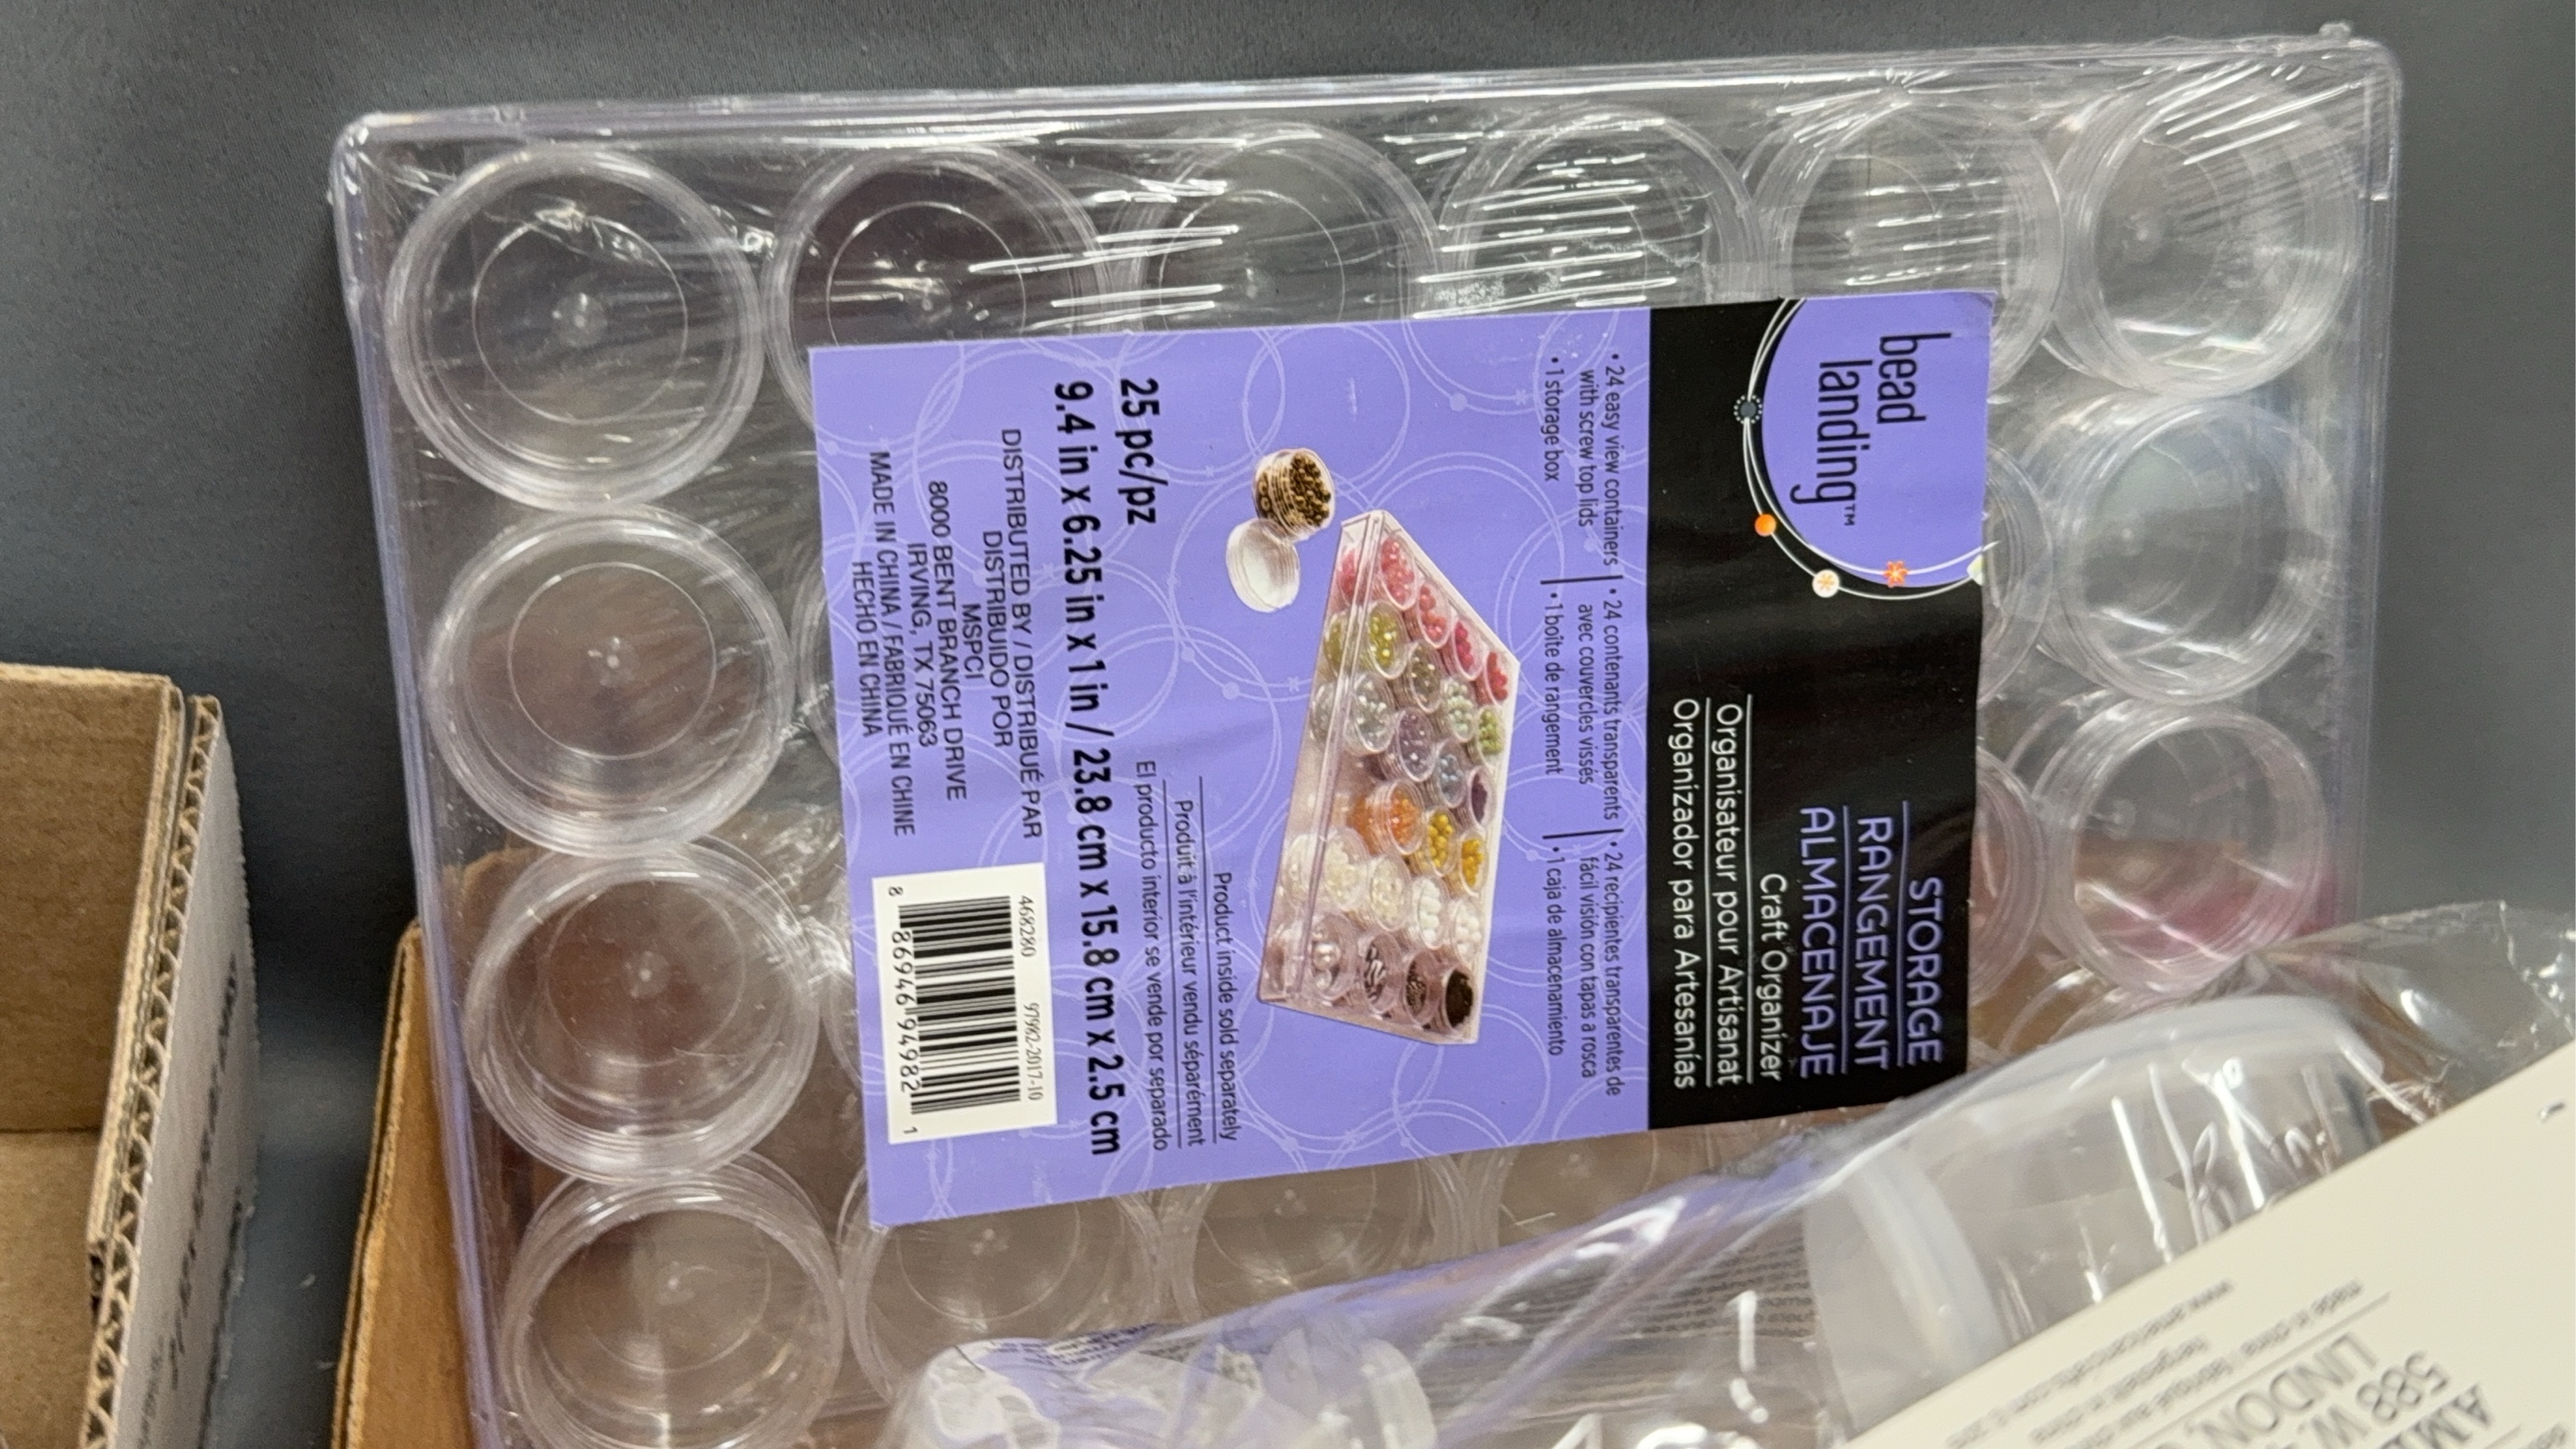 bead
landing™
STORAGE
RANGEMENT
ALMACENAJE
Craft Organizer
Organisateur pour Artisanat
Organizador para Artesanías
• 24 easy view containers
with screw top lids
• 1 storage box
• 24 contenants transparents
avec couvercles vissés
• 1 boîte de rangement
• 24 recipientes transparentes de
fácil visión con tapas a rosca
• 1 caja de almacenamiento
Product inside sold separately
Produit à l'intérieur vendu séparément
El producto interior se vende por separado
25 pc/pz
9.4 in x 6.25 in x 1 in / 23.8 cm x 15.8 cm x 2.5 cm
DISTRIBUTED BY / DISTRIBUÉ PAR
DISTRIBUIDO POR
MSPCI
8000 BENT BRANCH DRIVE
IRVING, TX 75063
MADE IN CHINA / FABRIQUÉ EN CHINE
HECHO EN CHINA
468280 97982-2017-10
8 86946 94982 1
588 W.
LINDON,